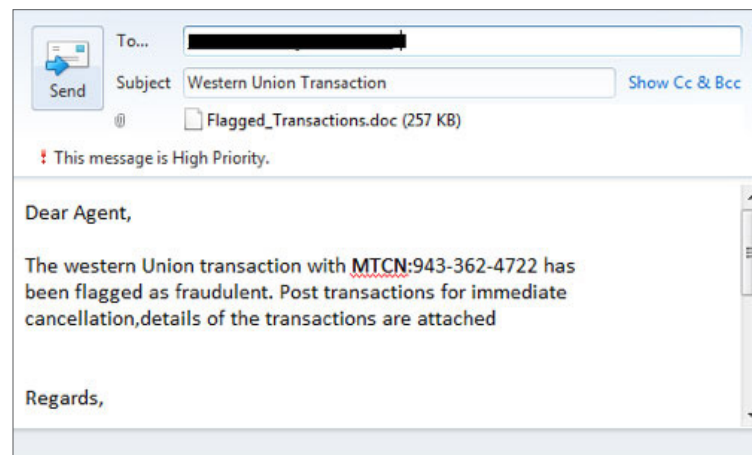 To...
Send
Subject Western Union Transaction Show Cc & Bcc
Flagged_Transactions.doc (257 KB)
! This message is High Priority.
Dear Agent,
The western Union transaction with MTCN:943-362-4722 has
been flagged as fraudulent. Post transactions for immediate
cancellation,details of the transactions are attached
Regards,